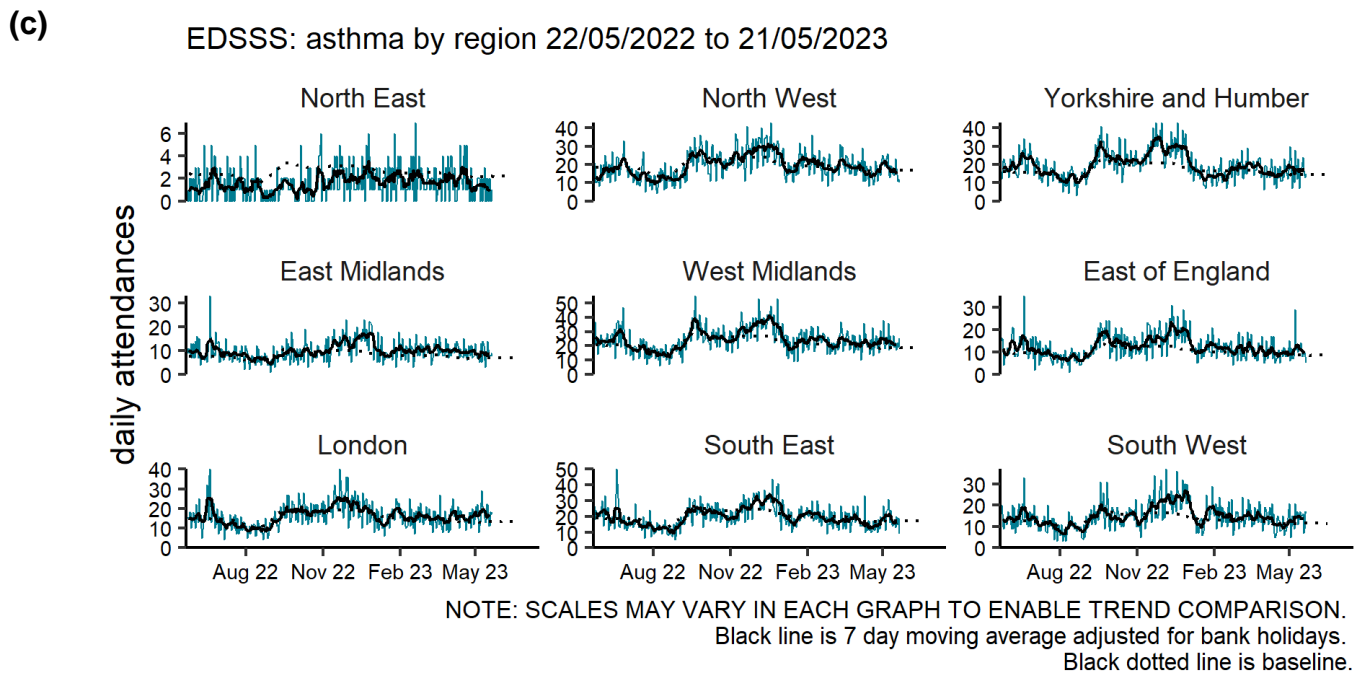 (c)
EDSSS: asthma by region 22/05/2022 to 21/05/2023
daily attendances
North East
6
4
2
0
North West
40
30
20
10
0
Yorkshire and Humber
40
30
20
10
0
East Midlands
30
20
10
0
West Midlands
50
40
30
20
10
0
East of England
30
20
10
0
London
40
30
20
10
0
Aug 22 Nov 22 Feb 23 May 23
South East
50
40
30
20
10
0
Aug 22 Nov 22 Feb 23 May 23
South West
30
20
10
0
Aug 22 Nov 22 Feb 23 May 23
NOTE: SCALES MAY VARY IN EACH GRAPH TO ENABLE TREND COMPARISON.
Black line is 7 day moving average adjusted for bank holidays.
Black dotted line is baseline.